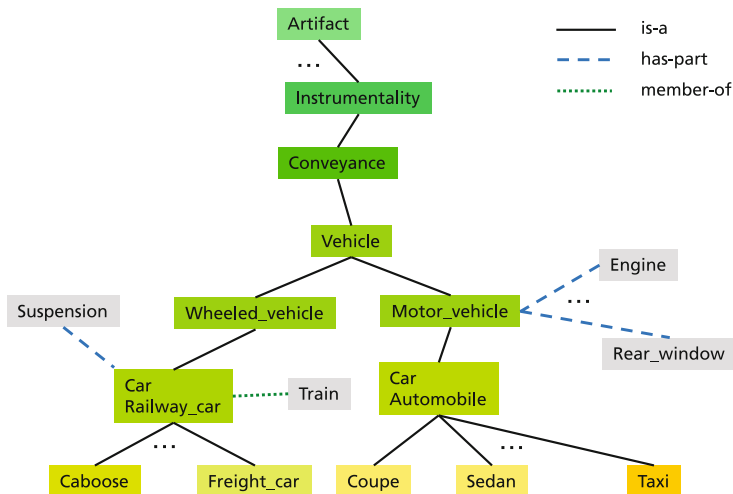 Artifact
...
Instrumentality
Conveyance
Vehicle
is-a
has-part
member-of
Wheeled_vehicle
Motor_vehicle
Engine
...
Rear_window
Suspension
Car
Railway_car
Train
Car
Automobile
...
...
Caboose
Freight_car
Coupe
Sedan
Taxi